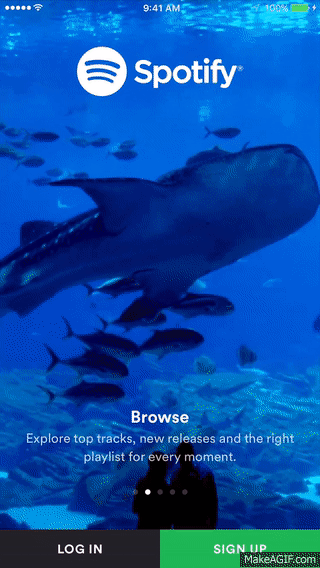 9:41 AM 100%
Spotify®
Browse
Explore top tracks, new releases and the right
playlist for every moment.
LOG IN SIGN UP
MakeAGIF.com